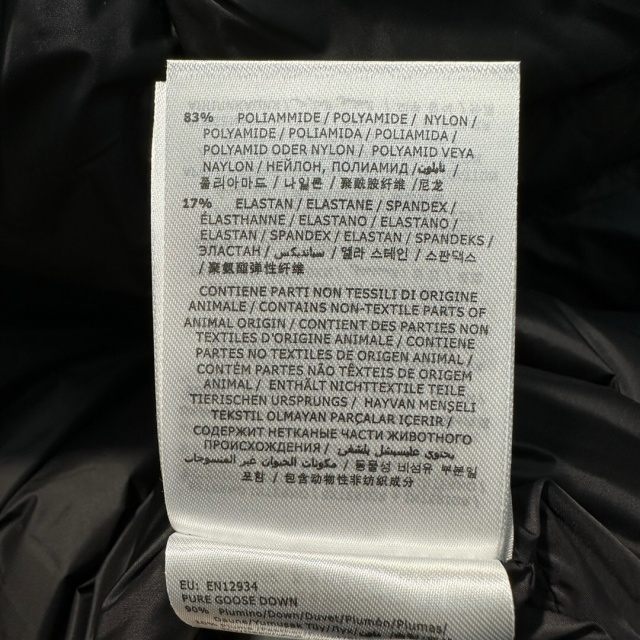 83% POLIAMMIDE / POLYAMIDE / NYLON /
POLYAMIDE / POLIAMIDA / POLIAMIDA /
POLYAMID ODER NYLON / POLYAMID VEYA
NAYLON / НЕЙЛОН, ПОЛИАМИД / نايلون /
폴리아마드 / 나일론 / 聚酰胺纤维 / 尼龙
17% ELASTAN / ELASTANE / SPANDEX /
ÉLASTHANNE / ELASTANO / ELASTANO /
ELASTAN / SPANDEX / ELASTAN / SPANDEKS /
ЭЛАСТАН / سباندیکس / 엘라 스테인 / 스판덱스
/ 聚氨酯弹性纤维
CONTIENE PARTI NON TESSILI DI ORIGINE
ANIMALE / CONTAINS NON-TEXTILE PARTS OF
ANIMAL ORIGIN / CONTIENT DES PARTIES NON
TEXTILES D'ORIGINE ANIMALE / CONTIENE
PARTES NO TEXTILES DE ORIGEN ANIMAL /
CONTÉM PARTES NÃO TÊXTEIS DE ORIGEM
ANIMAL / ENTHÄLT NICHTTEXTILE TEILE
TIERISCHEN URSPRUNGS / HAYVAN MENŞELİ
TEKSTIL OLMAYAN PARÇALAR IÇERIR /
СОДЕРЖИТ НЕТКАНЫЕ ЧАСТИ ЖИВОТНОГО
ПРОИСХОЖДЕНИЯ /
مكونات الحيوان غير المنسوجات / 동물성 비섬유 부분일
포함 / 包含动物性非纺织成分
EU: EN12934
PURE GOOSE DOWN
90% Piumino/Down/Duvet/Plumón/Plumas/